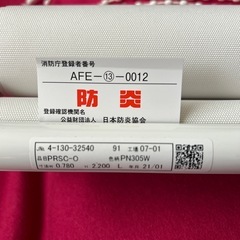 消防庁登録者番号
AFE-⑬-0012
防炎
登録確認機関名
公益財団法人 日本防炎協会
4-130-32540 91 工場 07-01
品番 PRSC-O 色柄 PN305W
0.780 2.200 L 21/01